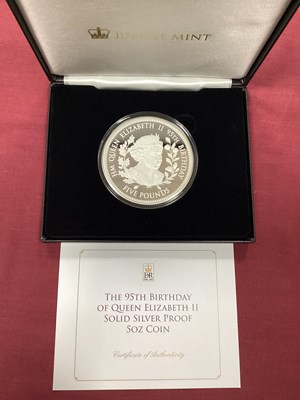 JUBILEE MINT
HM QUEEN ELIZABETH II 95TH BIRTHDAY
FIVE POUNDS
THE 95TH BIRTHDAY
OF QUEEN ELIZABETH II
SOLID SILVER PROOF
5OZ COIN
Certificate of Authenticity